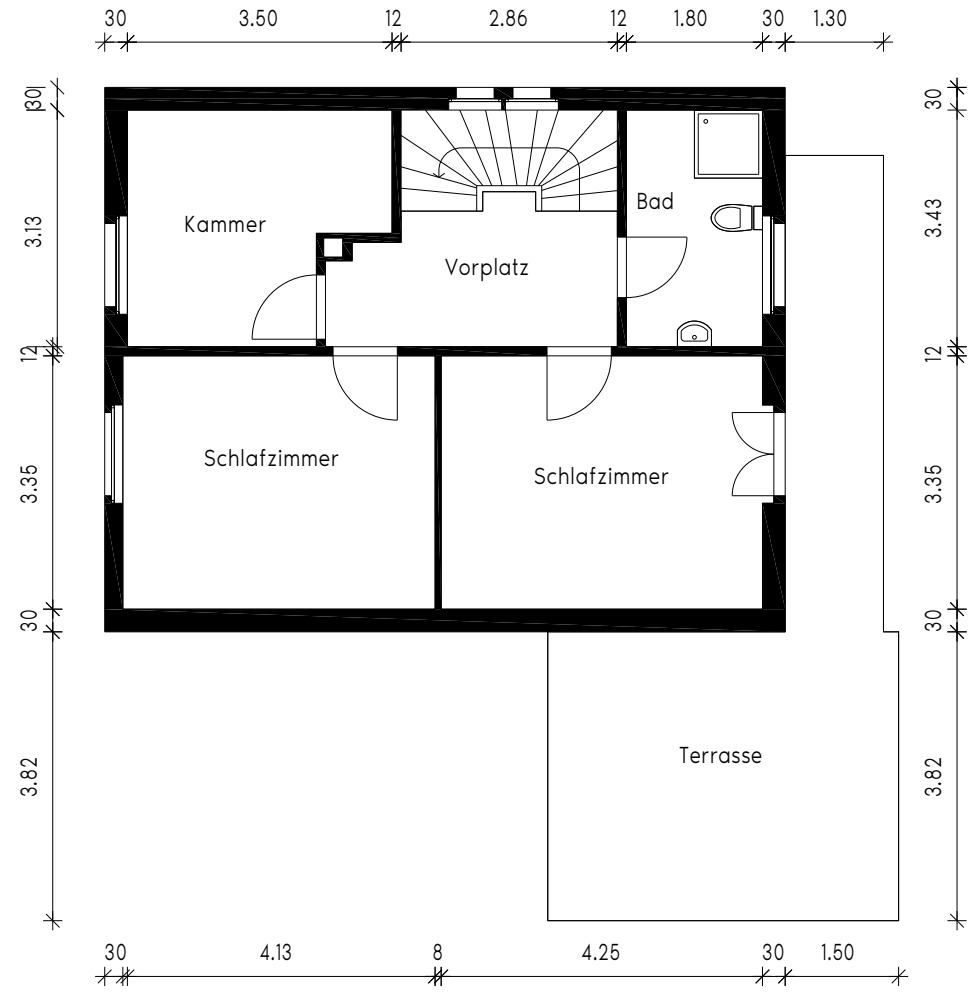 30 3.50 12 2.86 12 1.80 30 1.30
30 30
3.13 3.43
Kammer Bad
Vorplatz
12 12
Schlafzimmer Schlafzimmer
3.35 3.35
30 30
Terrasse
3.82 3.82
30 4.13 8 4.25 30 1.50